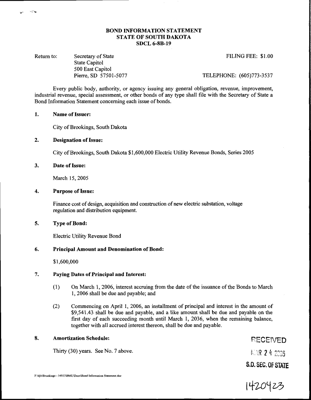 BOND INFORMATION STATEMENT
STATE OF SOUTH DAKOTA
SDCL 6-8B-19
Return to: Secretary of State FILING FEE: $1.00
State Capitol
500 East Capitol
Pierre, SD 57501-5077 TELEPHONE: (605)773-3537
Every public body, authority, or agency issuing any general obligation, revenue, improvement,
industrial revenue, special assessment, or other bonds of any type shall file with the Secretary of State a
Bond Information Statement concerning each issue of bonds.
1. Name of Issuer:
City of Brookings, South Dakota
2. Designation of Issue:
City of Brookings, South Dakota $1,600,000 Electric Utility Revenue Bonds, Series 2005
3. Date of Issue:
March 15, 2005
4. Purpose of Issue:
Finance cost of design, acquisition and construction of new electric substation, voltage
regulation and distribution equipment.
5. Type of Bond:
Electric Utility Revenue Bond
6. Principal Amount and Denomination of Bond:
$1,600,000
7. Paying Dates of Principal and Interest:
(1) On March 1, 2006, interest accruing from the date of the issuance of the Bonds to March
1, 2006 shall be due and payable; and
(2) Commencing on April 1, 2006, an installment of principal and interest in the amount of
$9,541.43 shall be due and payable, and a like amount shall be due and payable on the
first day of each succeeding month until March 1, 2036, when the remaining balance,
together with all accrued interest thereon, shall be due and payable.
8. Amortization Schedule:
Thirty (30) years. See No. 7 above.
RECEIVED
24
S.D. SEC. OF STATE
1420423